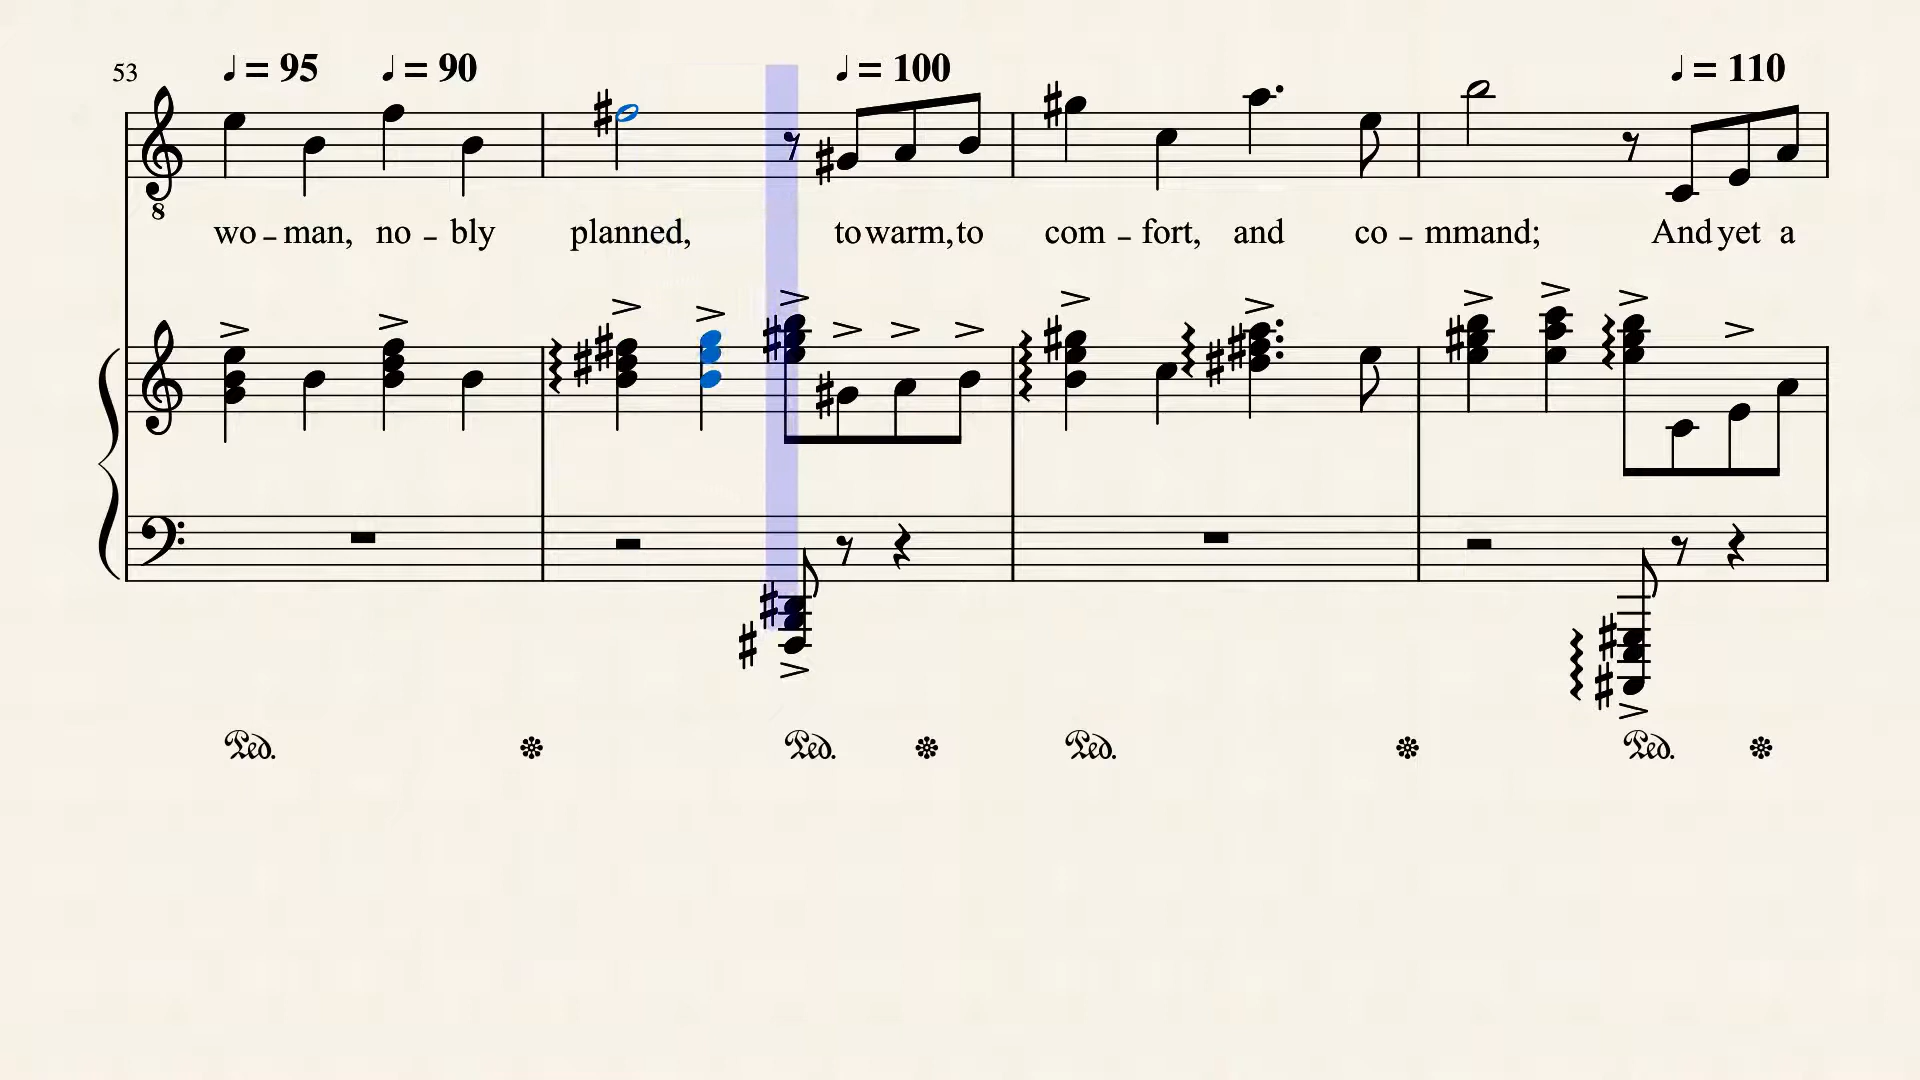 53 ♩ = 95 ♩ = 90 ♩ = 100 ♩ = 110
8
wo – man, no – bly planned, to warm, to com – fort, and co – mmand; And yet a
Ped. Ped. Ped. Ped.